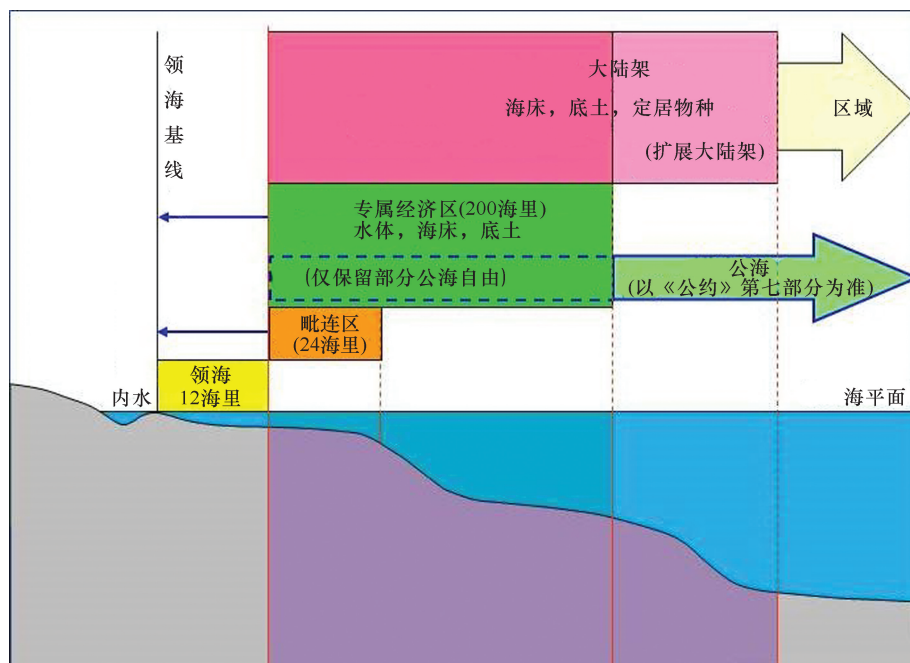 领海基线
大陆架
海床，底土，定居物种
(扩展大陆架)
区域
专属经济区(200海里)
水体，海床，底土
(仅保留部分公海自由)
公海
(以《公约》第七部分为准)
毗连区
(24海里)
领海
12海里
内水
海平面